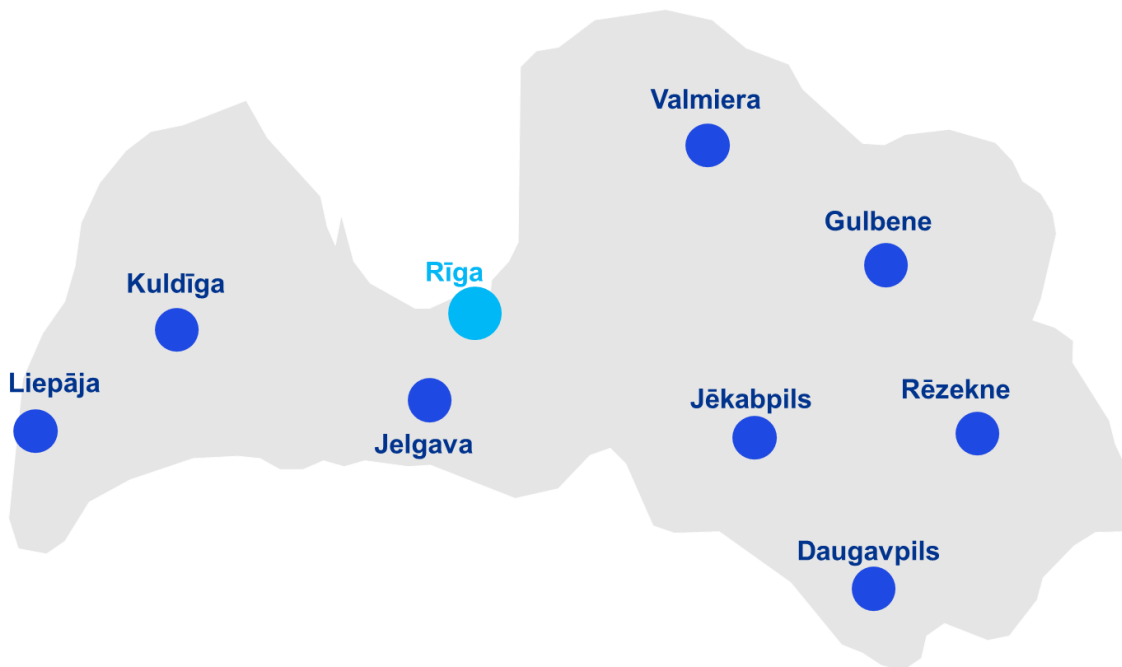 Valmiera
Gulbene
Rīga
Kuldīga
Liepāja
Jēkabpils
Rēzekne
Jelgava
Daugavpils